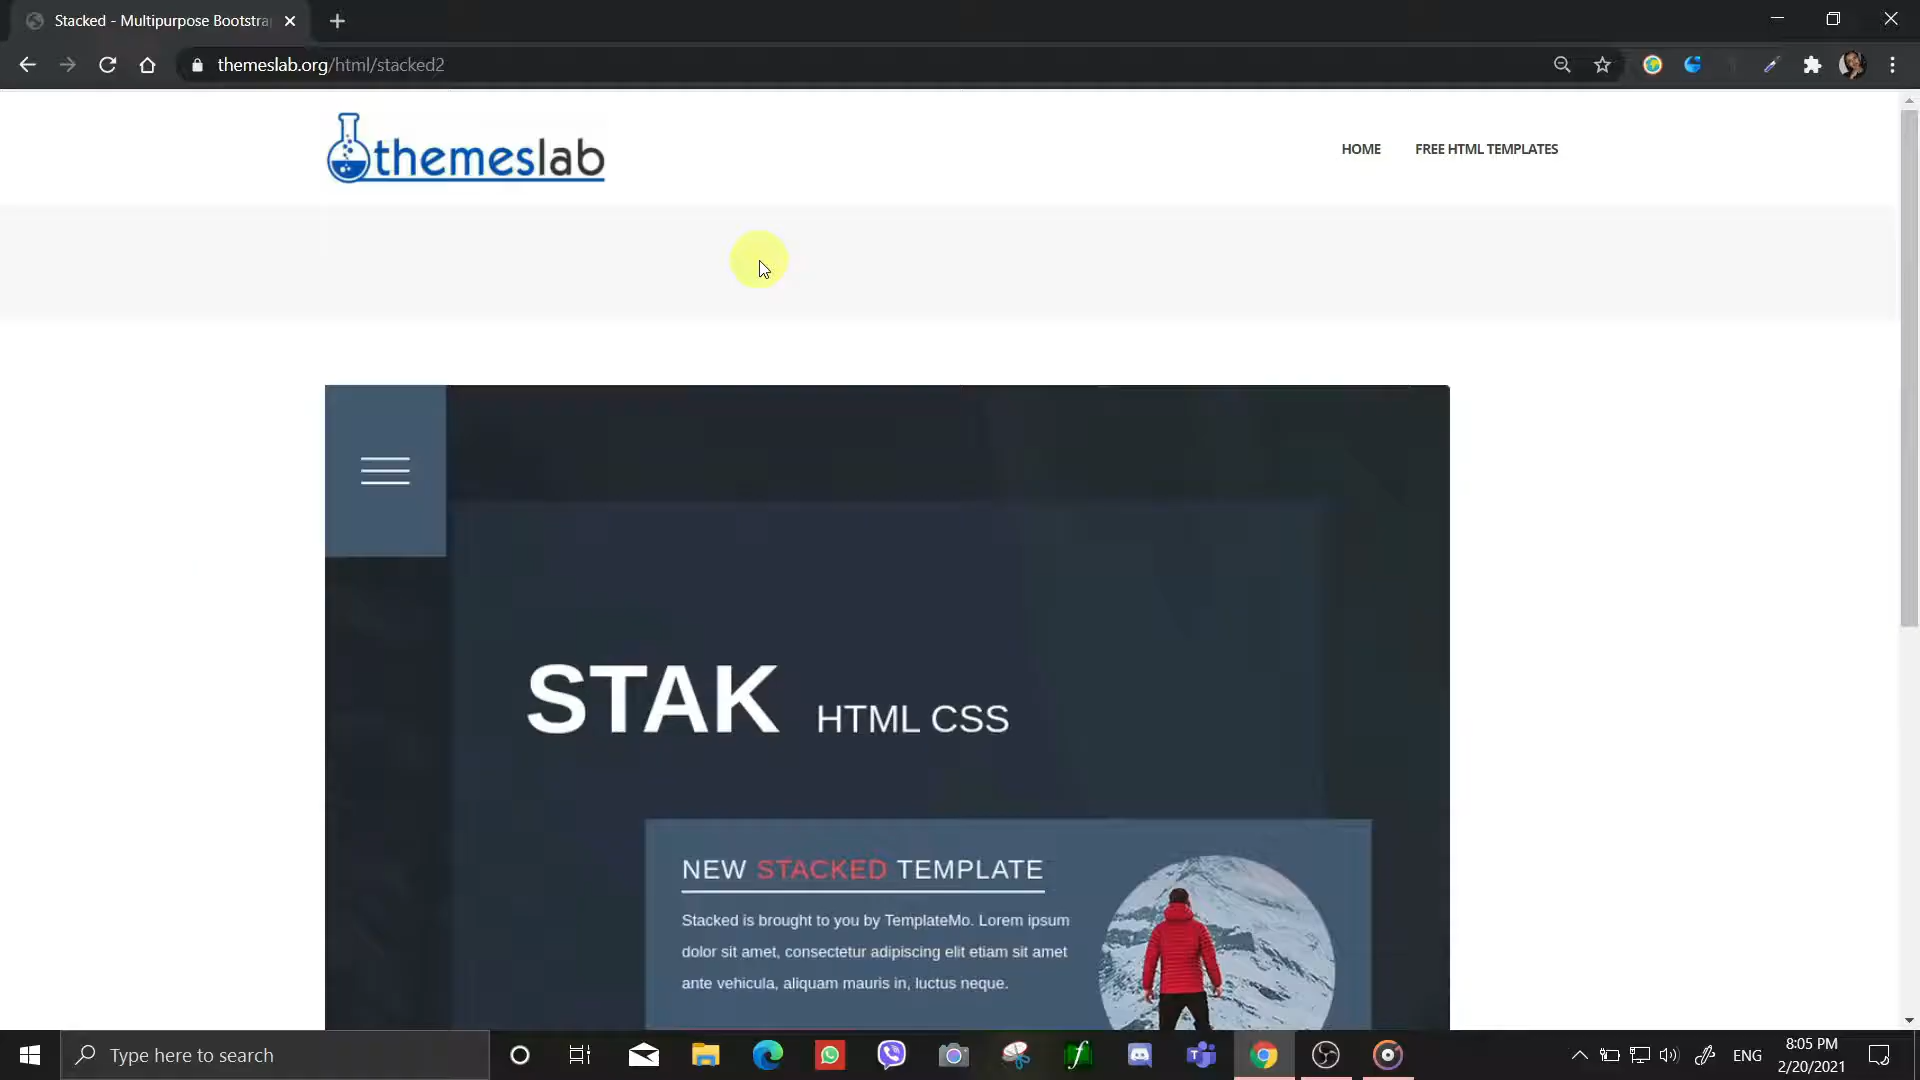 Stacked - Multipurpose Bootstra
themeslab.org/html/stacked2
themeslab
HOME
FREE HTML TEMPLATES
STAK HTML CSS
NEW STACKED TEMPLATE
Stacked is brought to you by TemplateMo. Lorem ipsum
dolor sit amet, consectetur adipiscing elit etiam sit amet
ante vehicula, aliquam mauris in, luctus neque.
Type here to search
ENG
8:05 PM
2/20/2021